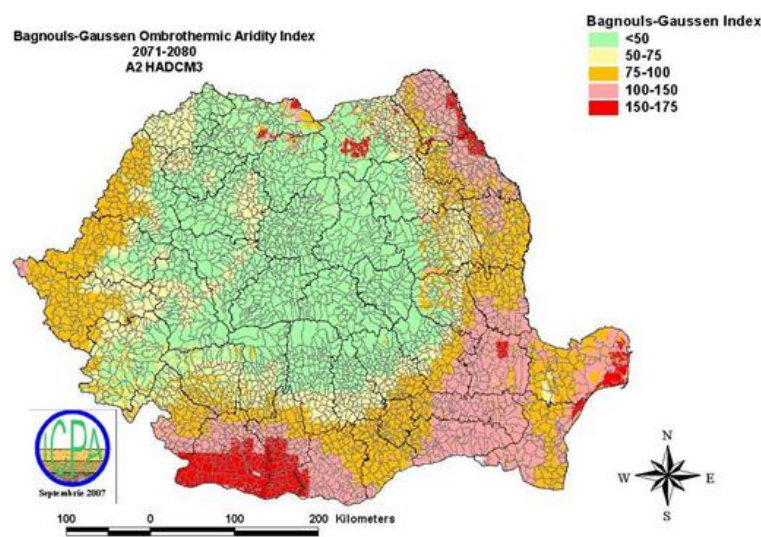 Bagnouls-Gaussen Ombrothermic Aridity Index
2071-2080
A2 HADCM3
Bagnouls-Gaussen Index
<50
50-75
75-100
100-150
150-175
ICPA
Septembrie 2007
N
W E
S
100 0 100 200 Kilometers